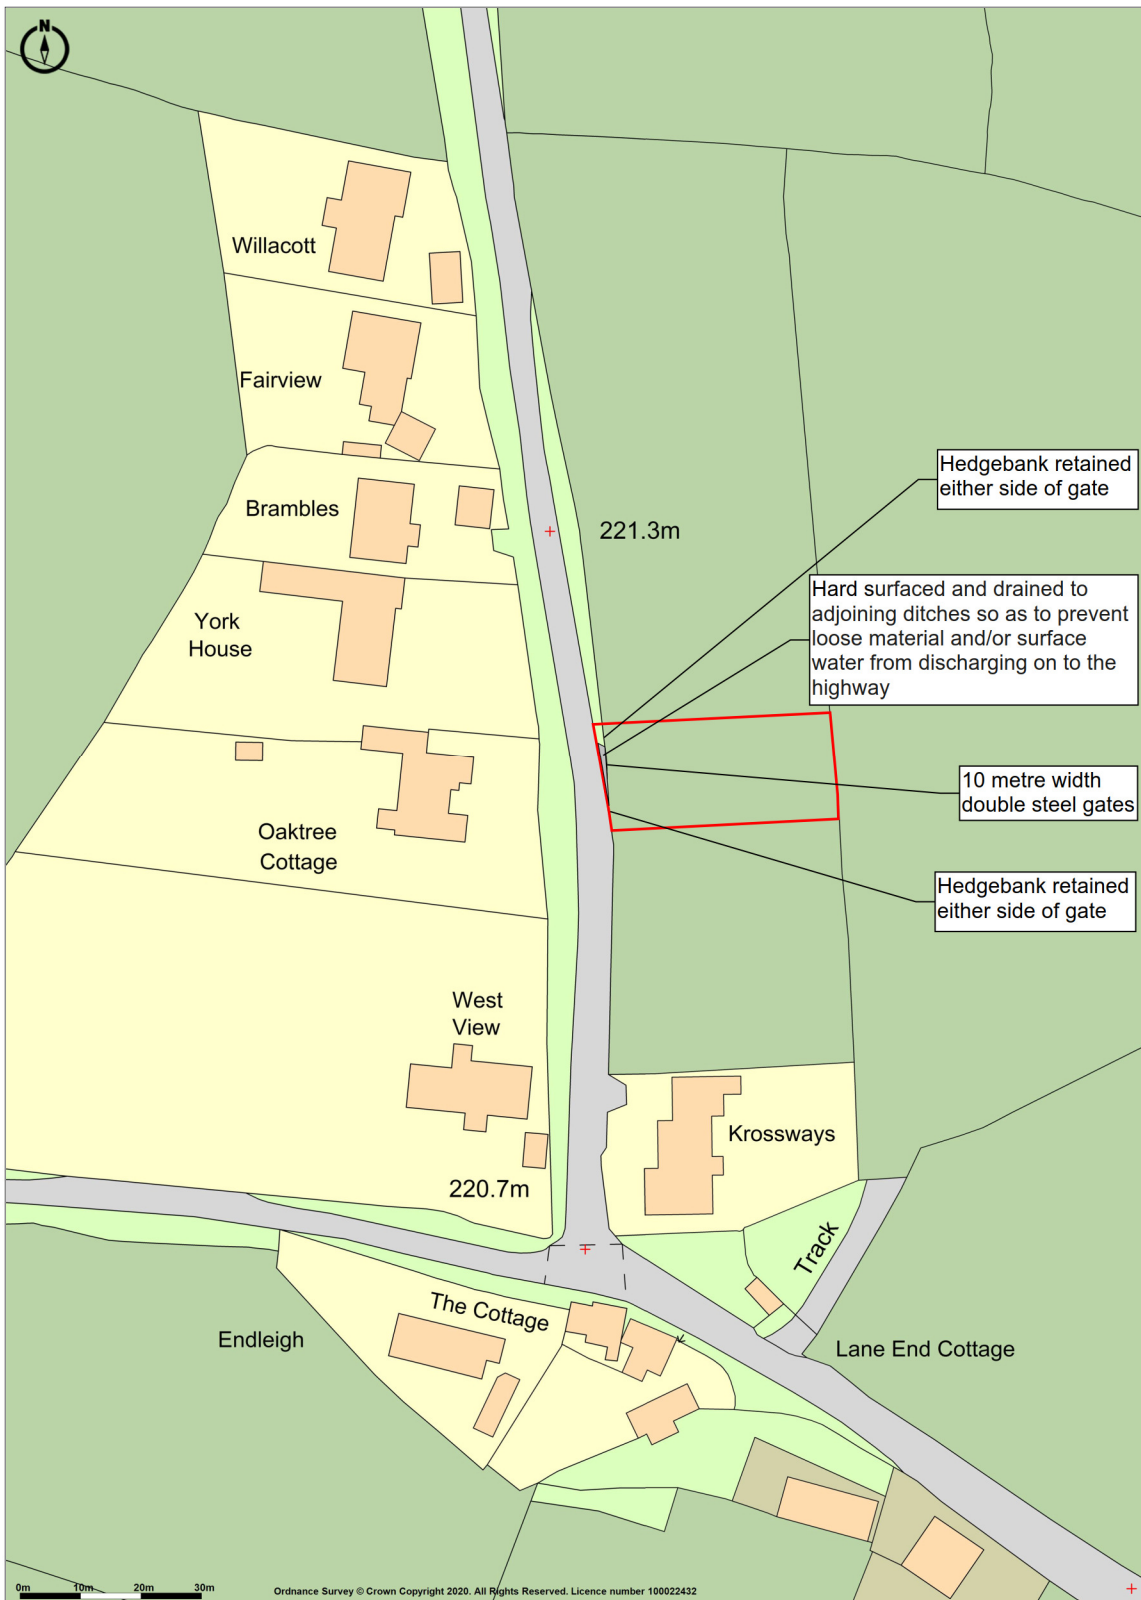 N
Willacott
Fairview
Hedgebank retained
either side of gate
Brambles
221.3m
Hard surfaced and drained to
adjoining ditches so as to prevent
loose material and/or surface
water from discharging on to the
highway
York
House
10 metre width
double steel gates
Oaktree
Cottage
Hedgebank retained
either side of gate
West
View
Krossways
220.7m
Track
The Cottage
Endleigh
Lane End Cottage
0m 10m 20m 30m
Ordnance Survey © Crown Copyright 2020. All Rights Reserved. Licence number 100022432